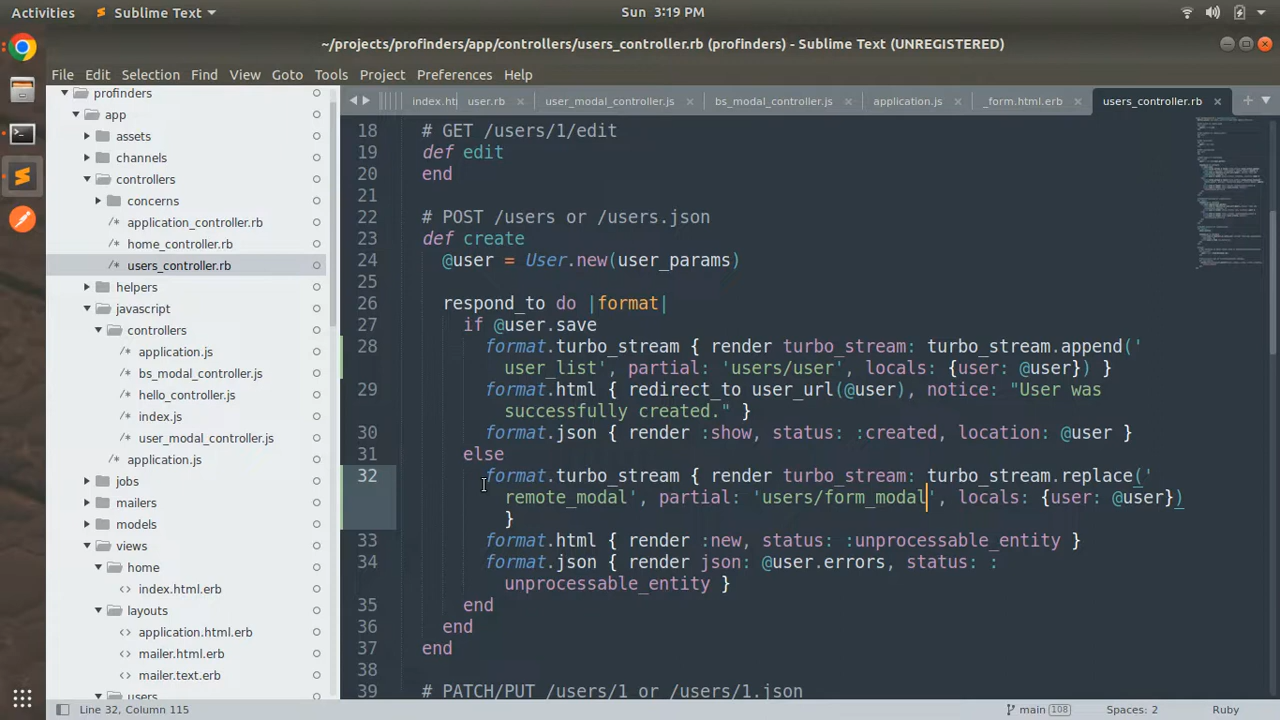 Activities
Sublime Text
Sun 3:19 PM
~/projects/profinders/app/controllers/users_controller.rb (profinders) - Sublime Text (UNREGISTERED)
File Edit Selection Find View Goto Tools Project Preferences Help
index.ht user.rb user_modal_controller.js bs_modal_controller.js application.js _form.html.erb users_controller.rb
profinders
app
assets
channels
controllers
concerns
application_controller.rb
home_controller.rb
users_controller.rb
helpers
javascript
controllers
application.js
bs_modal_controller.js
hello_controller.js
index.js
user_modal_controller.js
application.js
jobs
mailers
models
views
home
index.html.erb
layouts
application.html.erb
mailer.html.erb
mailer.text.erb
users
18 # GET /users/1/edit
19 def edit
20 end
21
22 # POST /users or /users.json
23 def create
24 @user = User.new(user_params)
25
26 respond_to do |format|
27 if @user.save
28 format.turbo_stream { render turbo_stream: turbo_stream.append('
user_list', partial: 'users/user', locals: {user: @user}) }
29 format.html { redirect_to user_url(@user), notice: "User was
successfully created." }
30 format.json { render :show, status: :created, location: @user }
31 else
32 format.turbo_stream { render turbo_stream: turbo_stream.replace('
remote_modal', partial: 'users/form_modal', locals: {user: @user})
}
33 format.html { render :new, status: :unprocessable_entity }
34 format.json { render json: @user.errors, status: :
unprocessable_entity }
35 end
36 end
37 end
38
39 # PATCH/PUT /users/1 or /users/1.json
Line 32, Column 115
main 108
Spaces: 2
Ruby